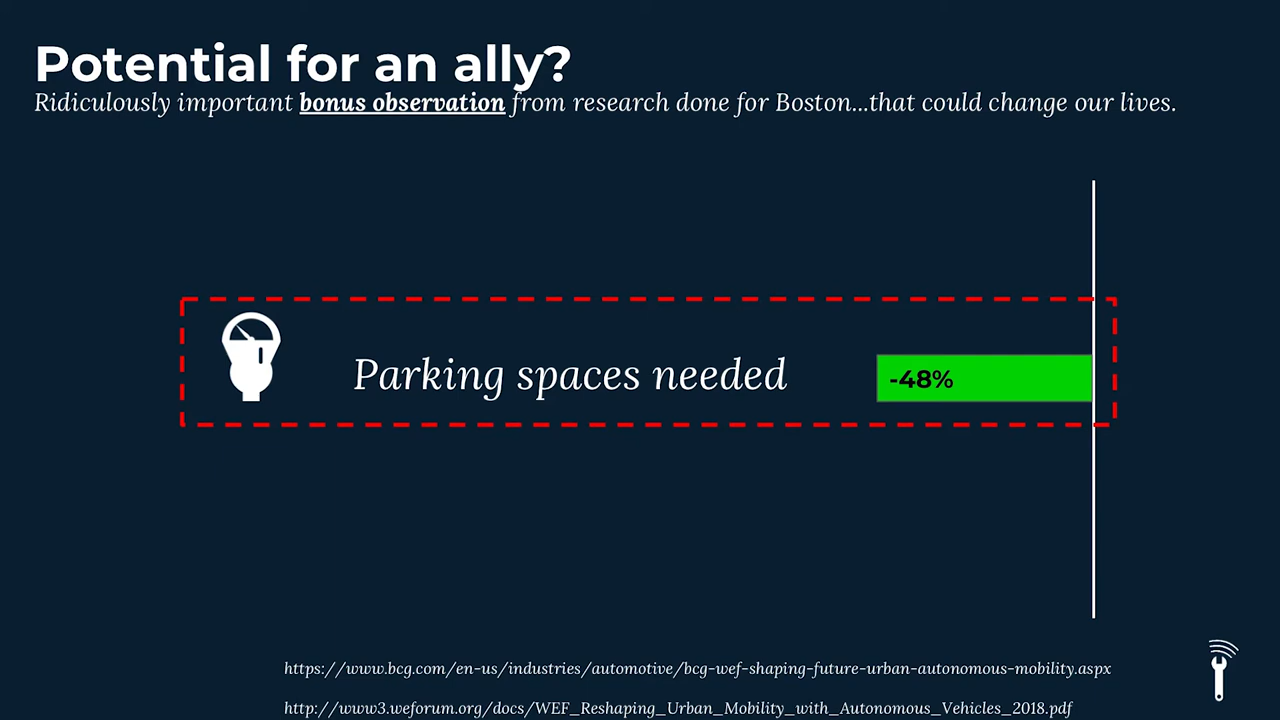 Potential for an ally?
Ridiculously important bonus observation from research done for Boston...that could change our lives.
Parking spaces needed
-48%
https://www.bcg.com/en-us/industries/automotive/bcg-wef-shaping-future-urban-autonomous-mobility.aspx
http://www3.weforum.org/docs/WEF_Reshaping_Urban_Mobility_with_Autonomous_Vehicles_2018.pdf